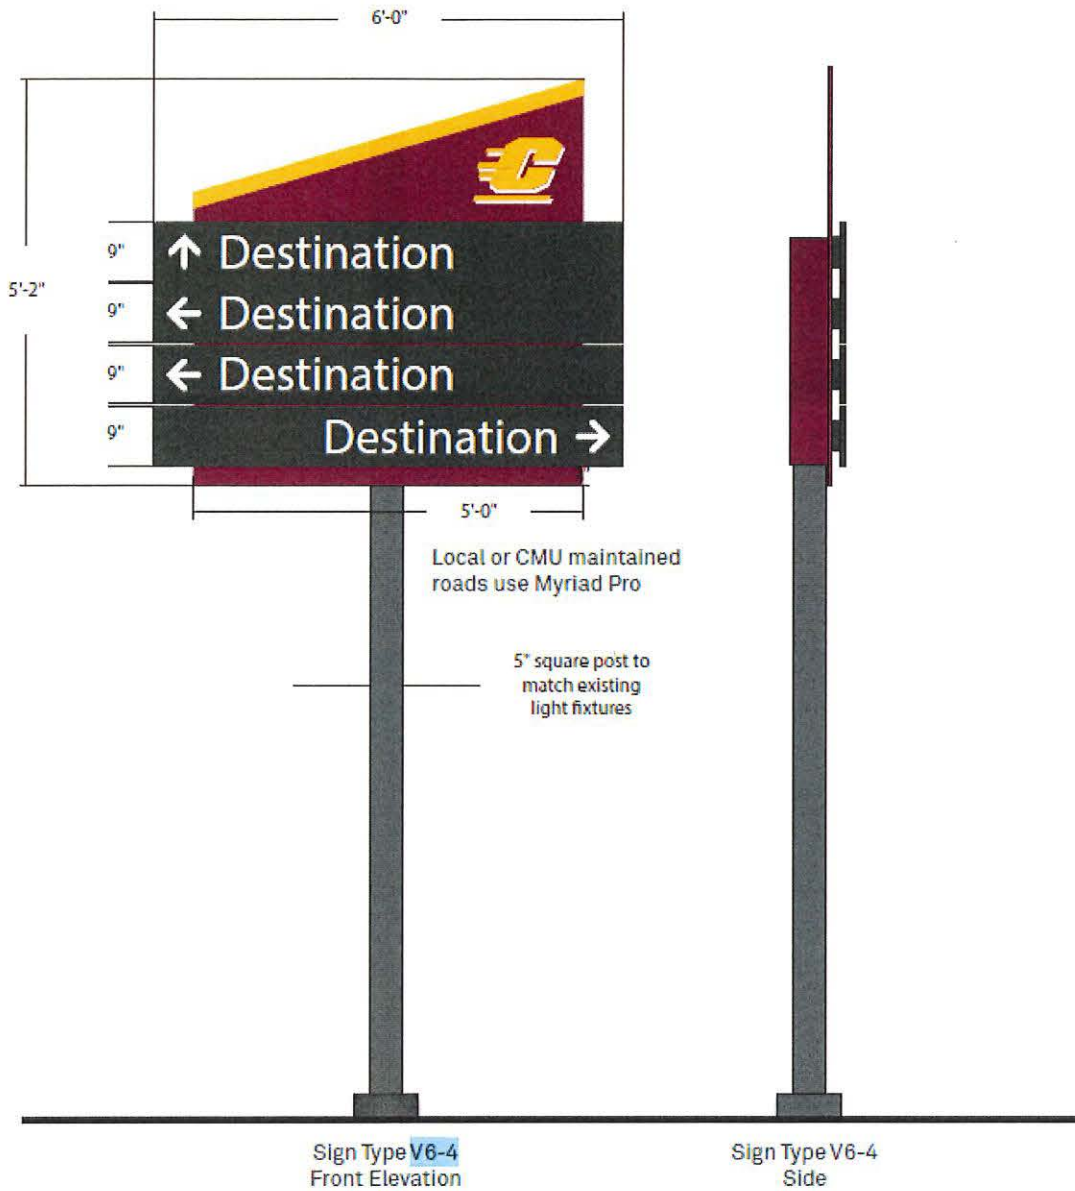 6'-0"
9"
↑ Destination
5'-2"
9"
← Destination
9"
← Destination
9"
Destination →
5'-0"
Local or CMU maintained
roads use Myriad Pro
5" square post to
match existing
light fixtures
Sign Type V6-4
Front Elevation
Sign Type V6-4
Side
C